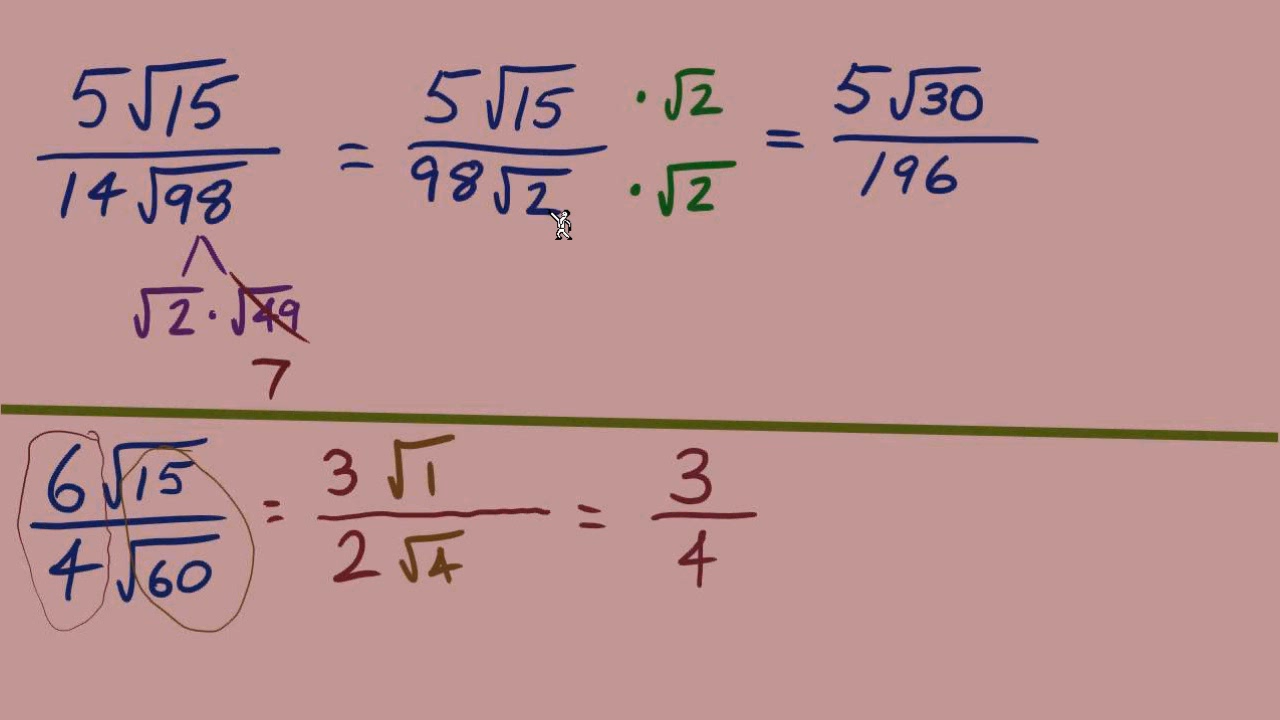 5√15 / 14√98 = 5√15 / 98√2 · √2 / · √2 = 5√30 / 196
√2 · √49
7
6√15 / 4√60 = 3√1 / 2√4 = 3 / 4